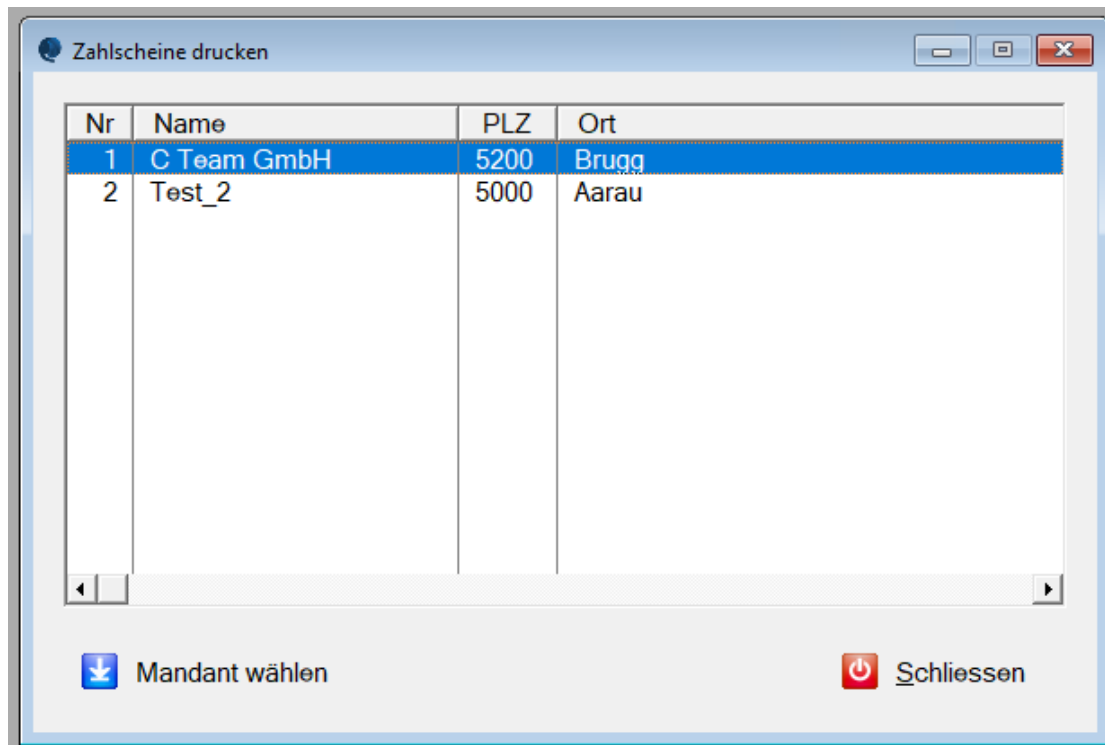 Zahlscheine drucken
Nr Name PLZ Ort
1 C Team GmbH 5200 Brugg
2 Test_2 5000 Aarau
Mandant wählen Schliessen